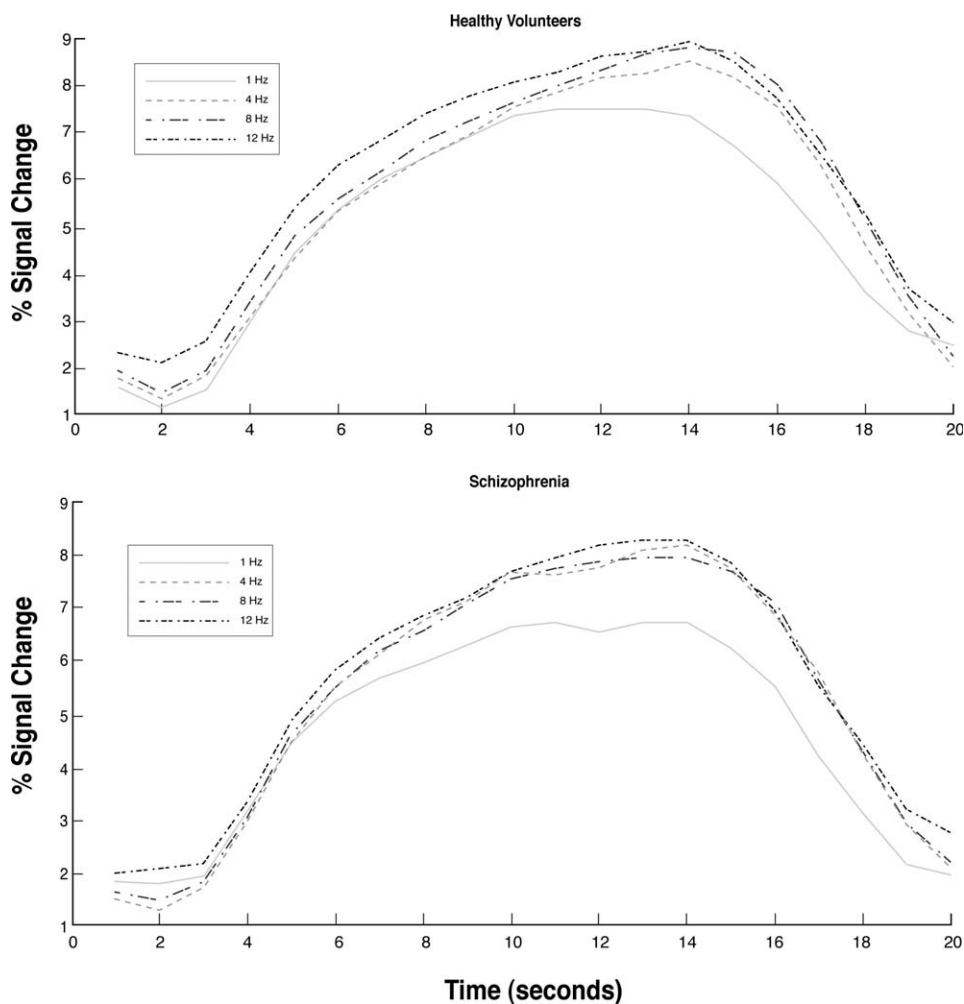 Healthy Volunteers
9
8
7
6
5
4
3
2
1
1 Hz
4 Hz
8 Hz
12 Hz
% Signal Change
0 2 4 6 8 10 12 14 16 18 20
Schizophrenia
9
8
7
6
5
4
3
2
1
1 Hz
4 Hz
8 Hz
12 Hz
% Signal Change
0 2 4 6 8 10 12 14 16 18 20
Time (seconds)